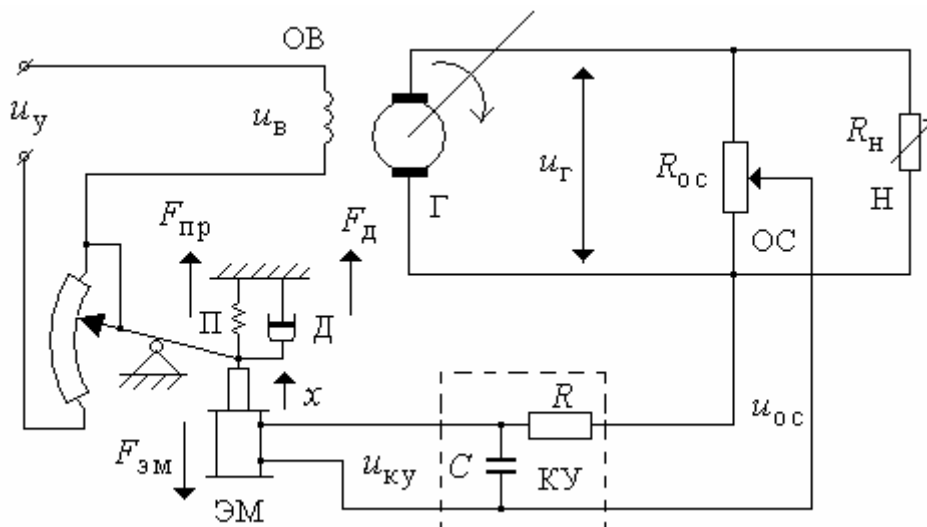 ОВ
u_у
u_в
u_г
R_ос
R_н
Г
Н
ОС
F_пр
F_д
П
Д
x
R
u_ос
F_эм
u_ку
C
КУ
ЭМ